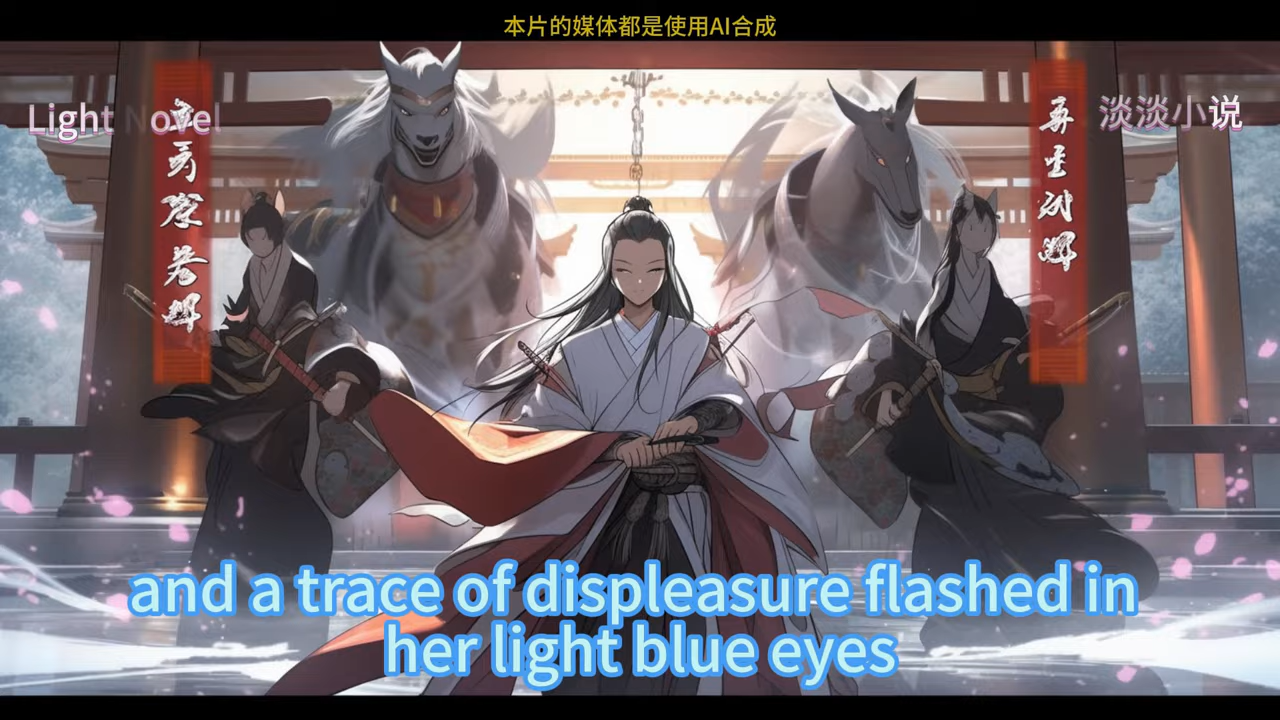 本片的媒体都是使用AI合成
Light Novel
淡淡小说
and a trace of displeasure flashed in
her light blue eyes